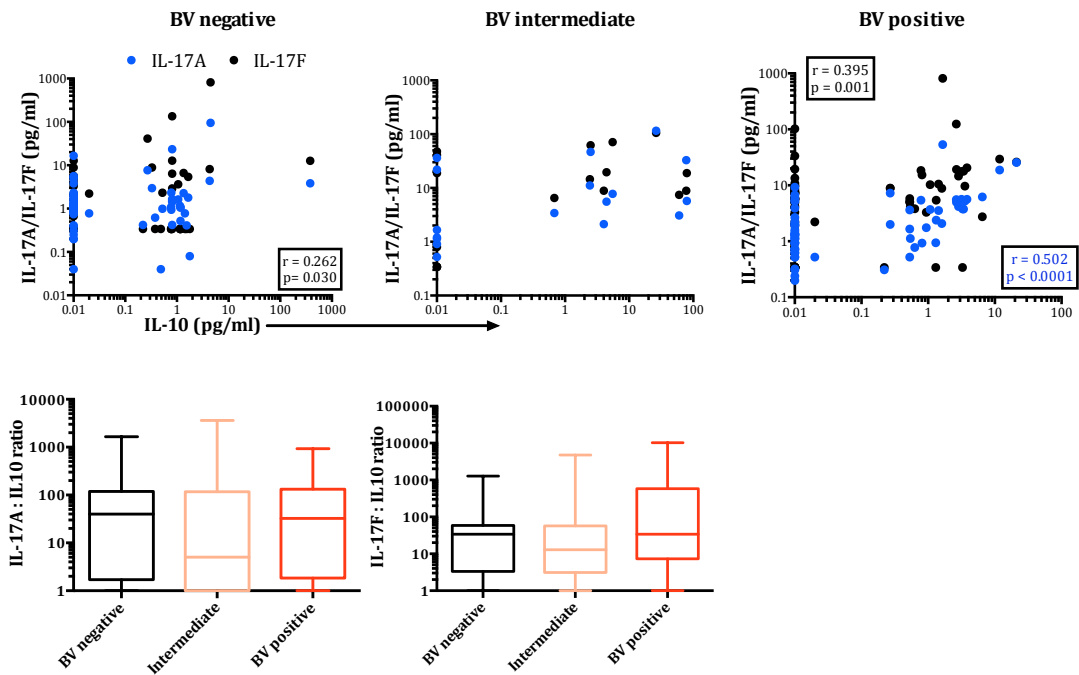 BV negative
BV intermediate
BV positive
IL-17A IL-17F
IL-17A/IL-17F (pg/ml)
1000
100
10
1
0.1
0.01
0.01 0.1 1 10 100 1000
r = 0.262
p= 0.030
IL-10 (pg/ml)
IL-17A/IL-17F (pg/ml)
1000
100
10
1
0.1
0.01 0.1 1 10 100
IL-17A/IL-17F (pg/ml)
1000
100
10
1
0.1
0.01 0.1 1 10 100
r = 0.395
p = 0.001
r = 0.502
p < 0.0001
IL-17A : IL10 ratio
10000
1000
100
10
1
BV negative
Intermediate
BV positive
IL-17F : IL10 ratio
100000
10000
1000
100
10
1
BV negative
Intermediate
BV positive